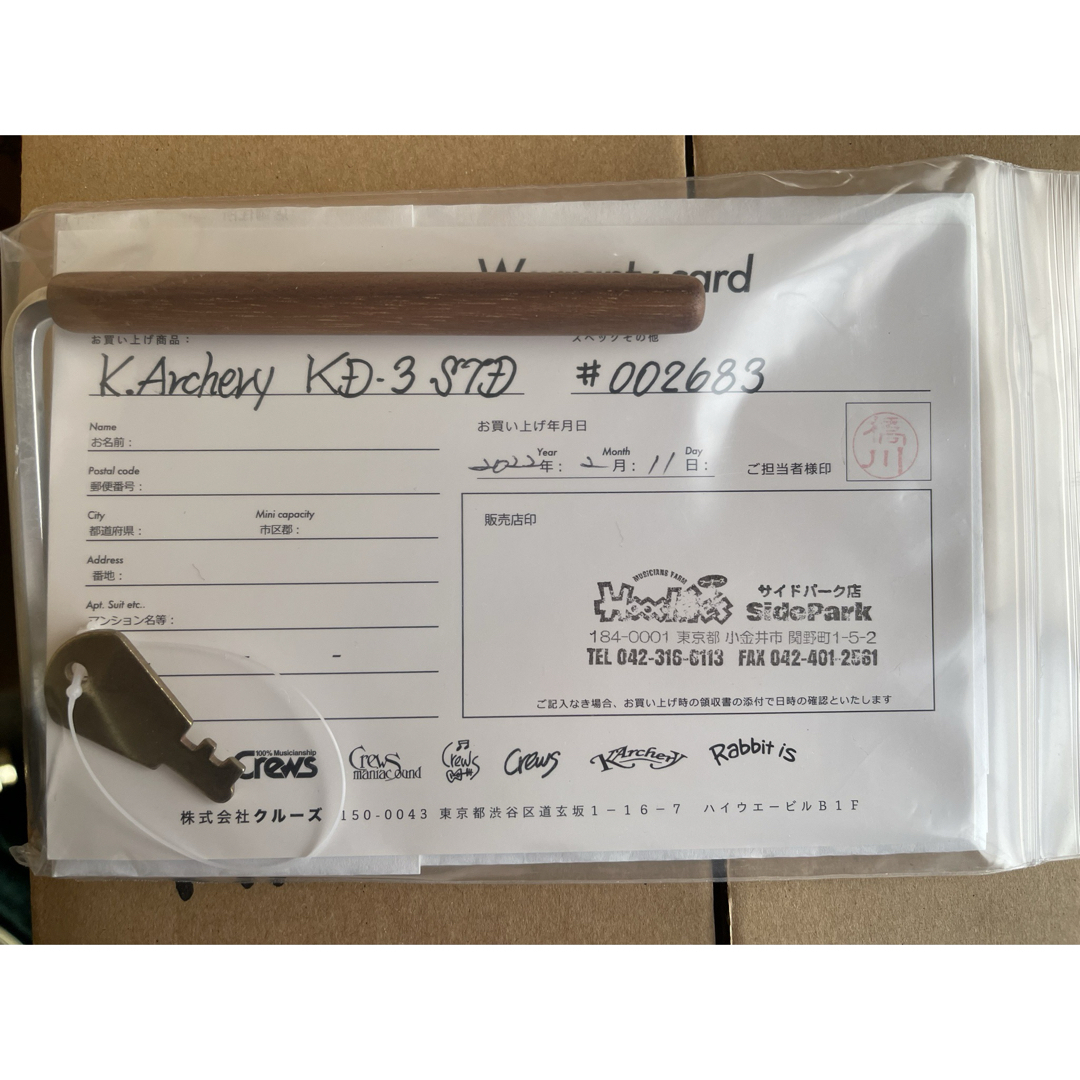 Warranty card
お買い上げ商品：
スペックその他
K.Archery KD-3 STD
#002683
Name
お名前：
お買い上げ年月日
Postal code
郵便番号：
2022 Year 年： 2 Month 月： 11 Day 日：
ご担当者様印
橋川
City
都道府県：
Mini capacity
市区郡：
販売店印
Address
番地：
Apt. Suit etc..
マンション名等：
MUSICIANS FARM
サイドパーク店
SidePark
184-0001 東京都 小金井市 関野町1-5-2
TEL 042-316-6113 FAX 042-401-2561
- -
ご記入なき場合、お買い上げ時の領収書の添付で日時の確認といたします
100% Musicianship
Crews
Crews maniac sound
Crews
Crews
K.Archery
Rabbit is
株式会社クルーズ 150-0043 東京都渋谷区道玄坂1-16-7 ハイウエービルB1F